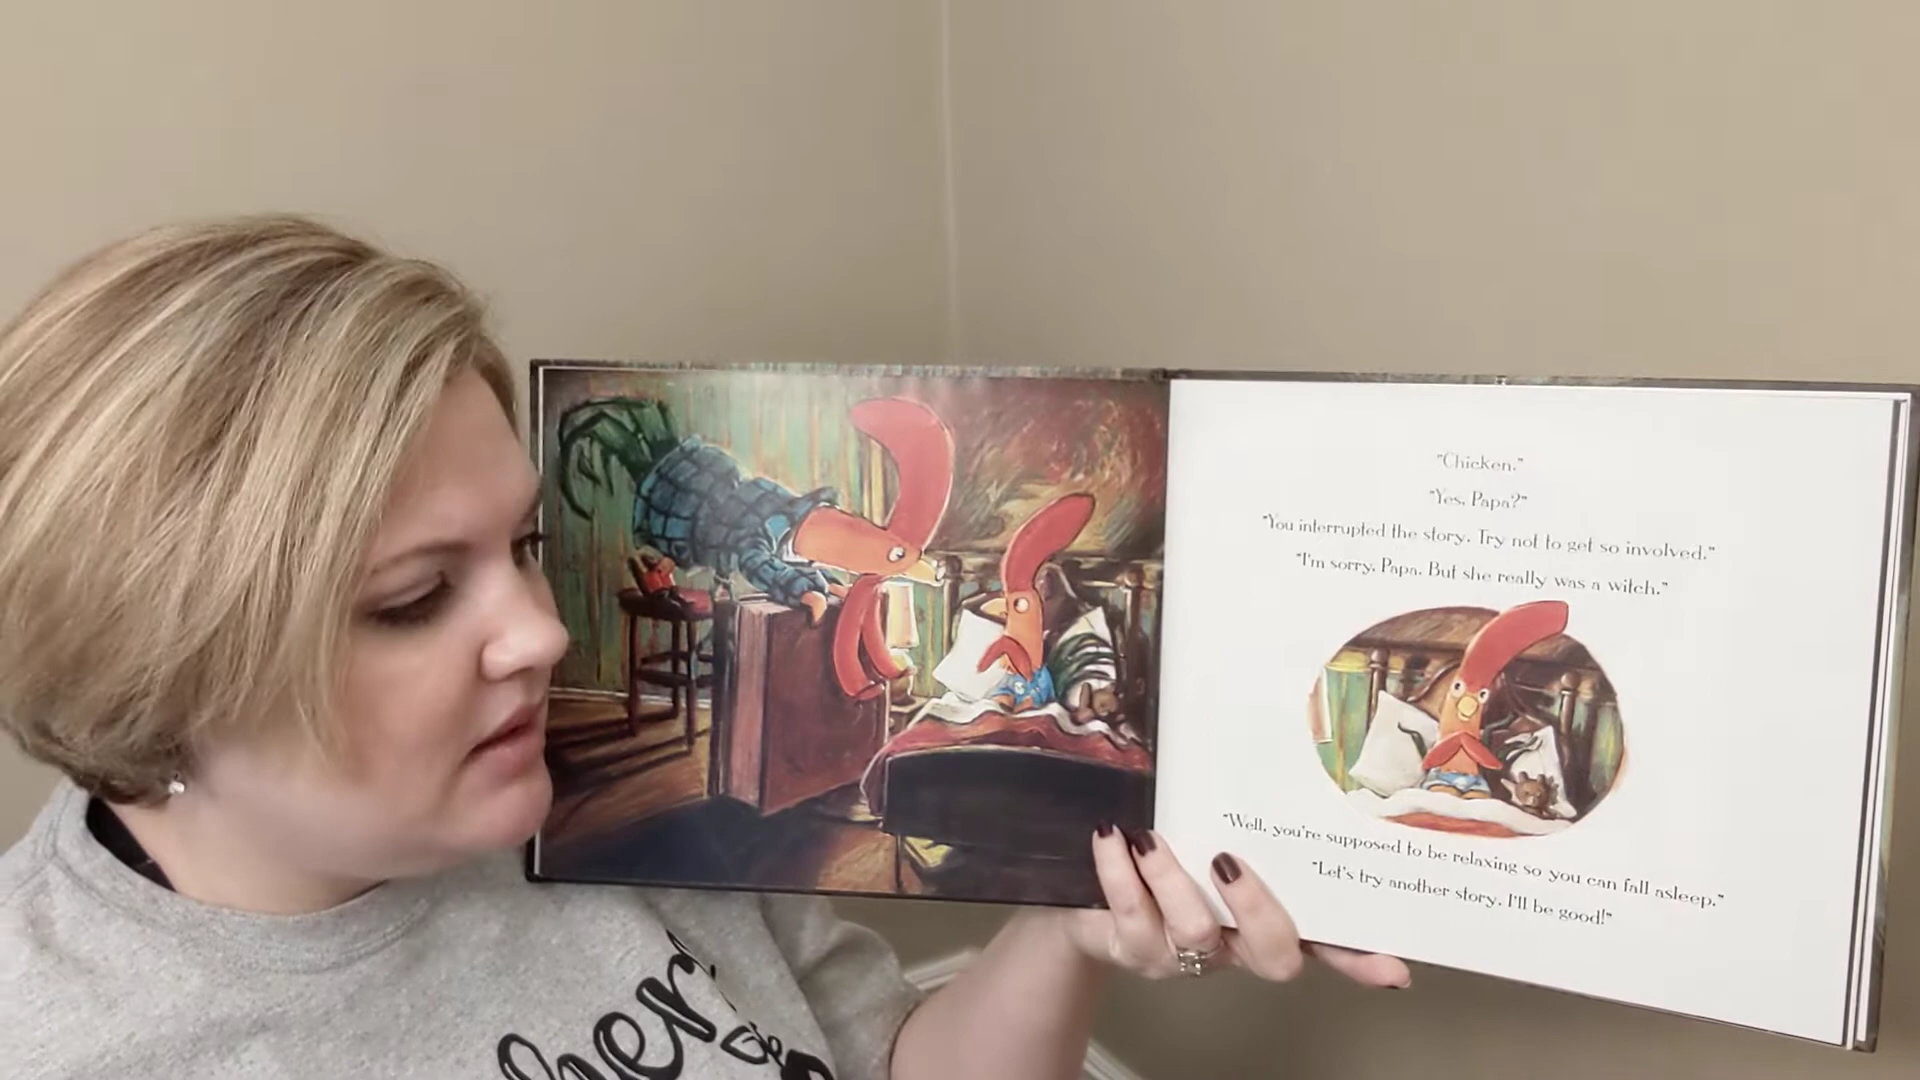 "Chicken."
"Yes, Papa?"
"You interrupted the story. Try not to get so involved."
"I'm sorry, Papa. But she really was a witch."
"Well, you're supposed to be relaxing so you can fall asleep."
"Let's try another story. I'll be good!"